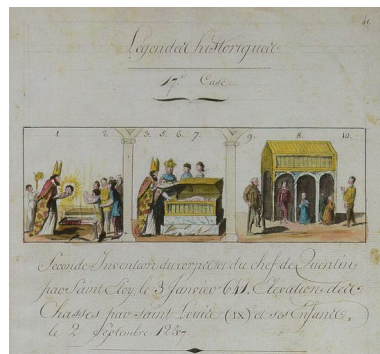 Legendes historiques
17e Case
1. 2. 3. 5. 6. 7. 9. 8. 10.
Seconde Invention du corps et du chef de Quentin
par Saint Eloy, le 3 Janvier 641. Elevation des
Chasses par Saint Louis (IX) et ses Enfants,
le 2 Septembre 1257